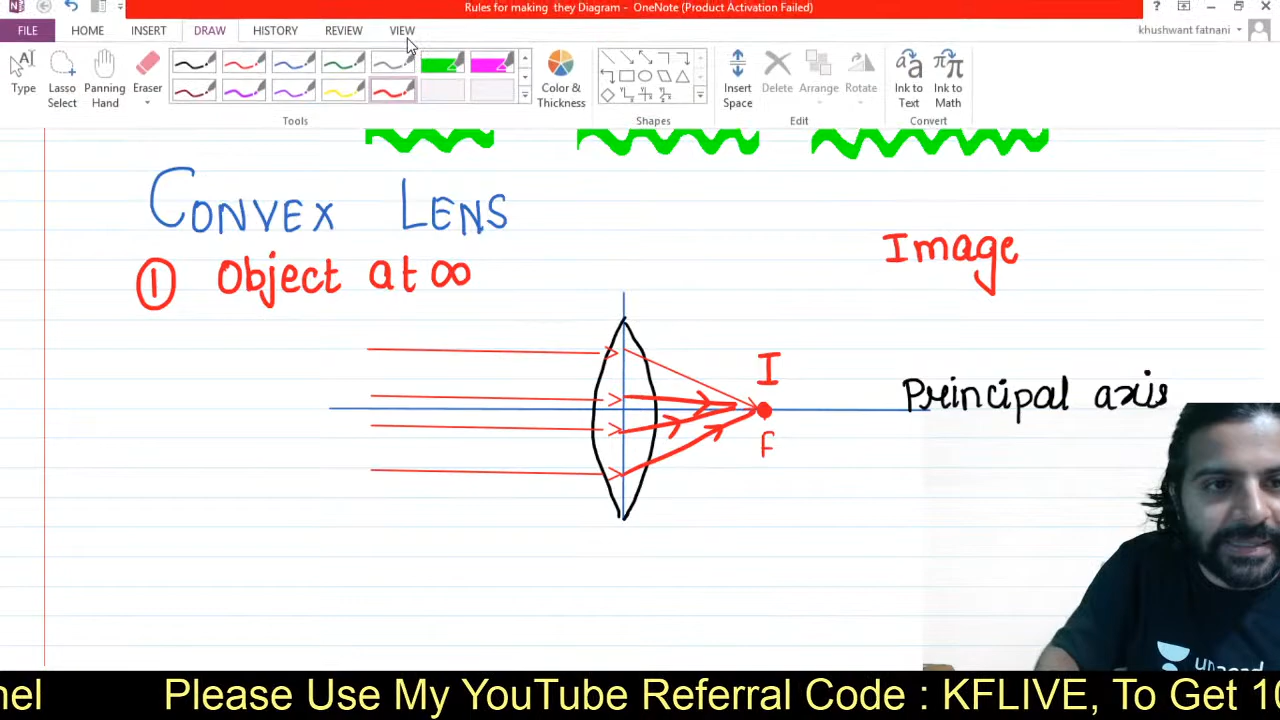 Rules for making they Diagram - OneNote (Product Activation Failed)
FILE HOME INSERT DRAW HISTORY REVIEW VIEW
khushwant fatnani
Type
Lasso Select
Panning Hand
Eraser
Color & Thickness
Insert Space
Delete
Arrange
Rotate
Ink to Text
Ink to Math
Tools Shapes Edit Convert
CONVEX LENS
Image
① Object at ∞
I
Principal axis
F
nel Please Use My YouTube Referral Code : KFLIVE, To Get 10